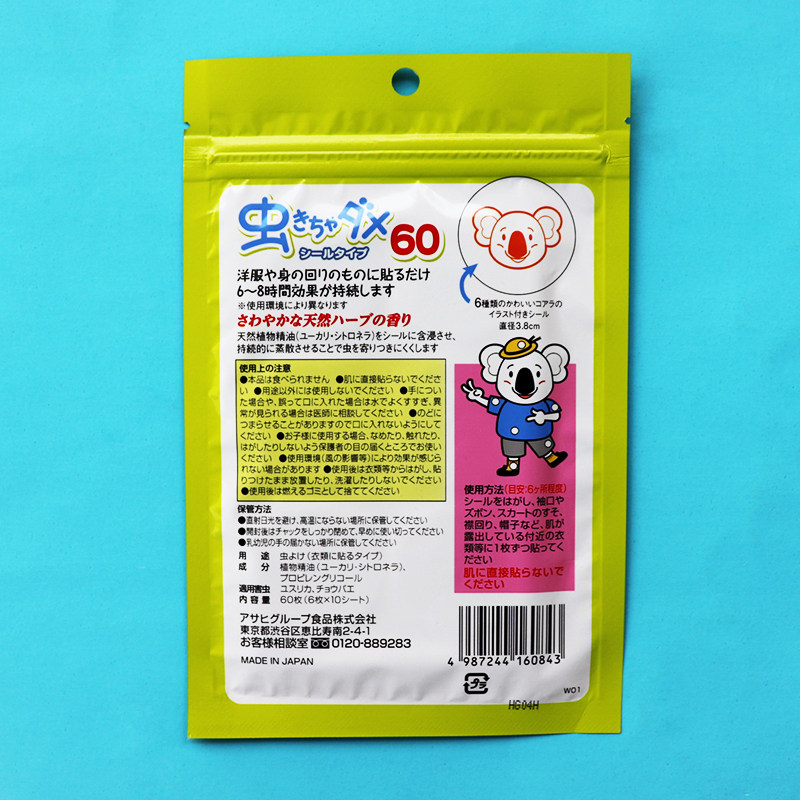 虫きちゃダメ
シールタイプ
60
洋服や身の回りのものに貼るだけ
6〜8時間効果が持続します
※使用環境により異なります
さわやかな天然ハーブの香り
天然植物精油(ユーカリ・シトロネラ)をシールに含浸させ、
持続的に蒸散させることで虫を寄りつきにくくします
6種類のかわいいコアラの
イラスト付きシール
直径3.8cm
使用上の注意
●本品は食べられません ●肌に直接貼らないでくださ
い ●用途以外には使用しないでください ●手につい
た場合や、誤って口に入れた場合は水でよくすすぎ、異
常が見られる場合は医師に相談してください ●のどに
つまらせることがありますので口に入れないようにして
ください ●お子様に使用する場合、なめたり、触れたり、
はがしたりしないよう保護者の目の届くところでお使い
ください ●使用環境(風の影響等)により効果が感じら
れない場合があります ●使用後は衣類等からはがし、貼
りつけたまま放置したり、洗濯したりしないでください
●使用後は燃えるゴミとして捨ててください
保管方法
●直射日光を避け、高温にならない場所に保管してください
●開封後はチャックをしっかり閉めて、早めに使い切ってください
●乳幼児の手の届かない場所に保管してください
用 途 虫よけ(衣類に貼るタイプ)
成 分 植物精油(ユーカリ・シトロネラ)、
プロピレングリコール
適用害虫 ユスリカ、チョウバエ
内 容 量 60枚(6枚×10シート)
アサヒグループ食品株式会社
東京都渋谷区恵比寿南2-4-1
お客様相談室 0120-889283
MADE IN JAPAN
使用方法(目安:6ヶ所程度)
シールをはがし、袖口や
ズボン、スカートのすそ、
襟回り、帽子など、肌が
露出している付近の衣
類等に1枚ずつ貼ってく
ださい
肌に直接貼らないで
ください
4 987244 160843
プラ
W01
HG04H